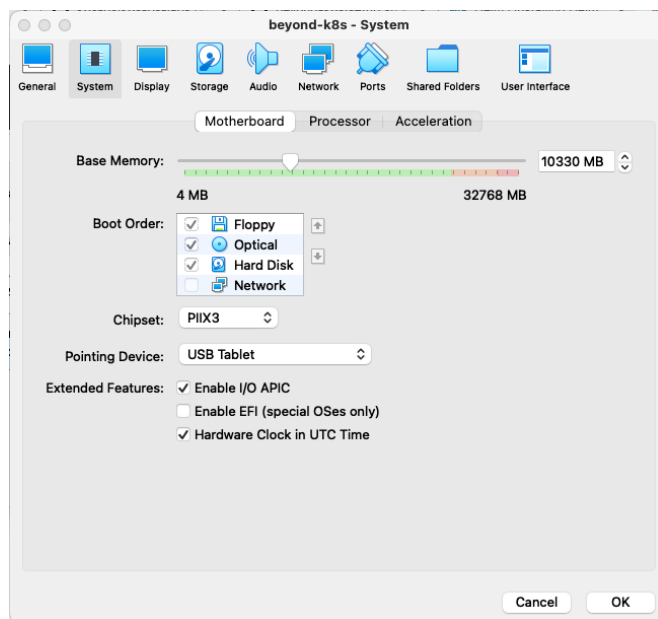 beyond-k8s - System
General System Display Storage Audio Network Ports Shared Folders User Interface
Motherboard Processor Acceleration
Base Memory: 10330 MB
4 MB 32768 MB
Boot Order: Floppy
Optical
Hard Disk
Network
Chipset: PIIX3
Pointing Device: USB Tablet
Extended Features: Enable I/O APIC
Enable EFI (special OSes only)
Hardware Clock in UTC Time
Cancel OK